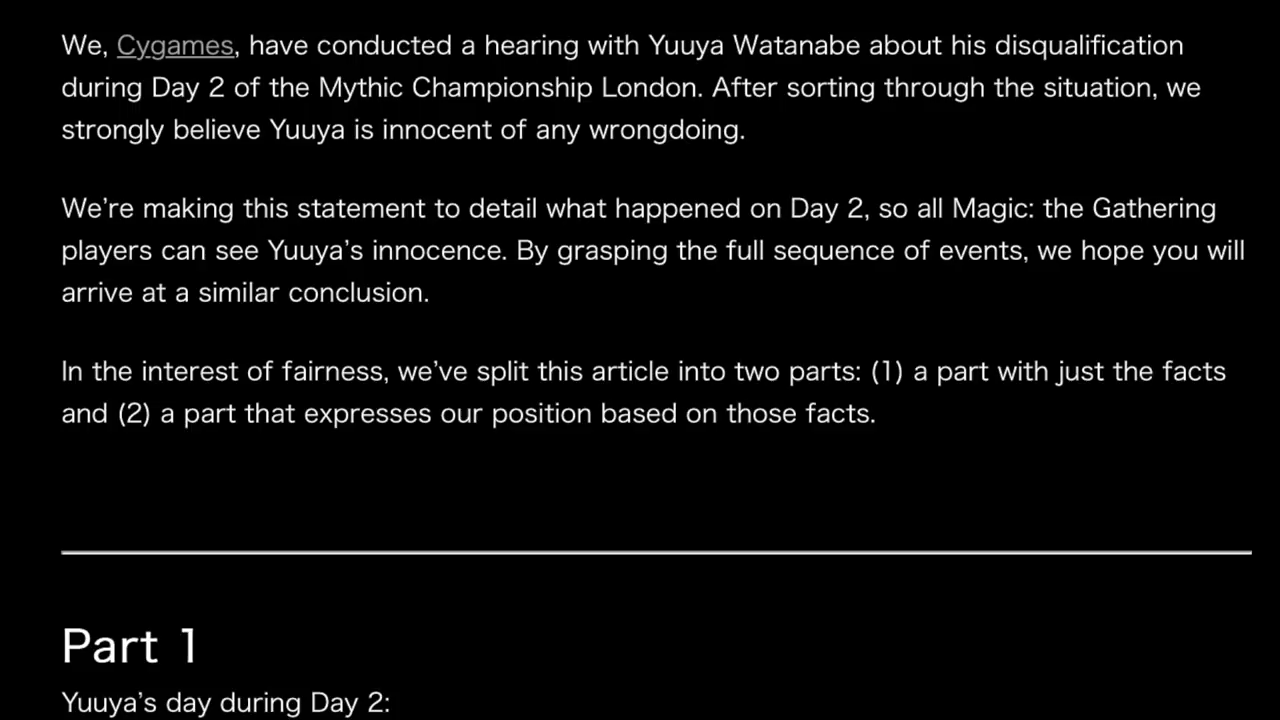 We, Cygames, have conducted a hearing with Yuuya Watanabe about his disqualification
during Day 2 of the Mythic Championship London. After sorting through the situation, we
strongly believe Yuuya is innocent of any wrongdoing.
We’re making this statement to detail what happened on Day 2, so all Magic: the Gathering
players can see Yuuya’s innocence. By grasping the full sequence of events, we hope you will
arrive at a similar conclusion.
In the interest of fairness, we’ve split this article into two parts: (1) a part with just the facts
and (2) a part that expresses our position based on those facts.
Part 1
Yuuya’s day during Day 2: